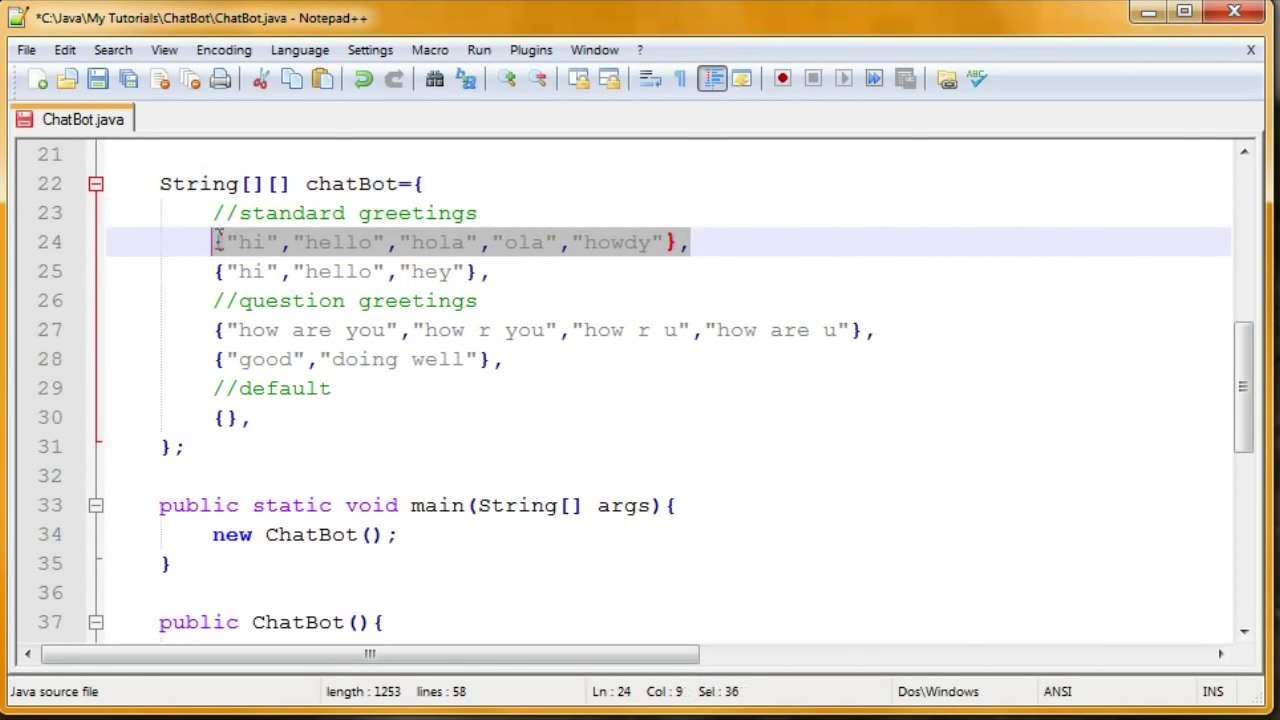 *C:\Java\My Tutorials\ChatBot\ChatBot.java - Notepad++
File Edit Search View Encoding Language Settings Macro Run Plugins Window ? X
ABC
ChatBot.java
21
22 String[][] chatBot={
23 //standard greetings
24 {"hi","hello","hola","ola","howdy"},
25 {"hi","hello","hey"},
26 //question greetings
27 {"how are you","how r you","how r u","how are u"},
28 {"good","doing well"},
29 //default
30 {},
31 };
32
33 public static void main(String[] args){
34 new ChatBot();
35 }
36
37 public ChatBot(){
Java source file length : 1253 lines : 58 Ln : 24 Col : 9 Sel : 36 Dos\Windows ANSI INS